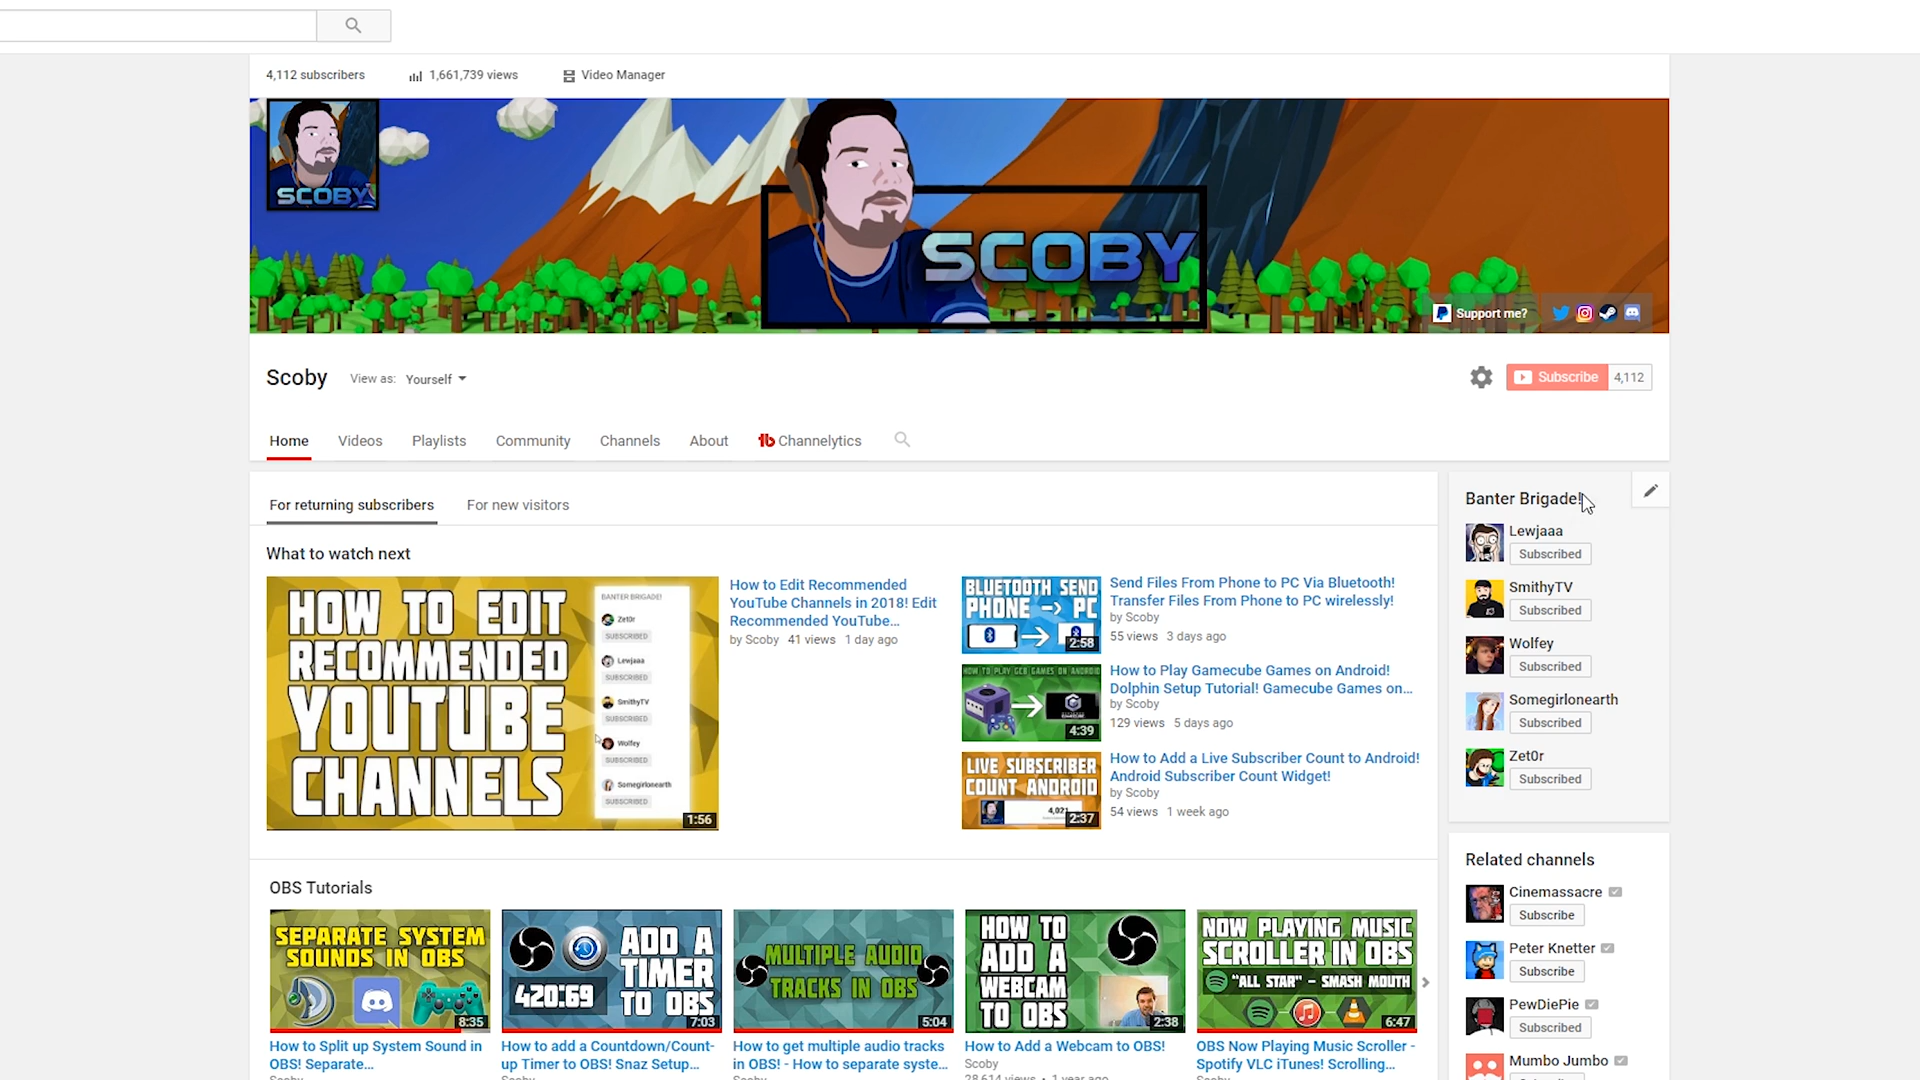 4,112 subscribers
1,661,739 views
Video Manager
SCOBY
SCOBY
Support me?
Scoby
View as: Yourself
Subscribe 4,112
Home Videos Playlists Community Channels About Channelytics
For returning subscribers For new visitors
What to watch next
HOW TO EDIT
RECOMMENDED
YOUTUBE
CHANNELS
BANTER BRIGADE!
Zet0r
SUBSCRIBED
Lewjaaa
SUBSCRIBED
SmithyTV
SUBSCRIBED
Wolfey
SUBSCRIBED
Somegirlonearth
SUBSCRIBED
1:56
How to Edit Recommended
YouTube Channels in 2018! Edit
Recommended YouTube...
by Scoby 41 views 1 day ago
BLUETOOTH SEND
PHONE -> PC
2:58
Send Files From Phone to PC Via Bluetooth!
Transfer Files From Phone to PC wirelessly!
by Scoby
55 views 3 days ago
HOW TO PLAY GCB GAMES ON ANDROID
4:39
How to Play Gamecube Games on Android!
Dolphin Setup Tutorial! Gamecube Games on...
by Scoby
129 views 5 days ago
LIVE SUBSCRIBER
COUNT ANDROID
2:37
How to Add a Live Subscriber Count to Android!
Android Subscriber Count Widget!
by Scoby
54 views 1 week ago
Banter Brigade!
Lewjaaa
Subscribed
SmithyTV
Subscribed
Wolfey
Subscribed
Somegirlonearth
Subscribed
Zet0r
Subscribed
Related channels
Cinemassacre
Subscribe
Peter Knetter
Subscribe
PewDiePie
Subscribed
Mumbo Jumbo
OBS Tutorials
SEPARATE SYSTEM
SOUNDS IN OBS
8:35
How to Split up System Sound in
OBS! Separate...
ADD A
TIMER
TO OBS
420:69
7:03
How to add a Countdown/Count-
up Timer to OBS! Snaz Setup...
MULTIPLE AUDIO
TRACKS IN OBS
5:04
How to get multiple audio tracks
in OBS! - How to separate syste...
HOW TO
ADD A
WEBCAM
TO OBS
2:38
How to Add a Webcam to OBS!
Scoby
28,614 views • 1 year ago
NOW PLAYING MUSIC
SCROLLER IN OBS
"ALL STAR" - SMASH MOUTH
6:47
OBS Now Playing Music Scroller -
Spotify VLC iTunes! Scrolling...